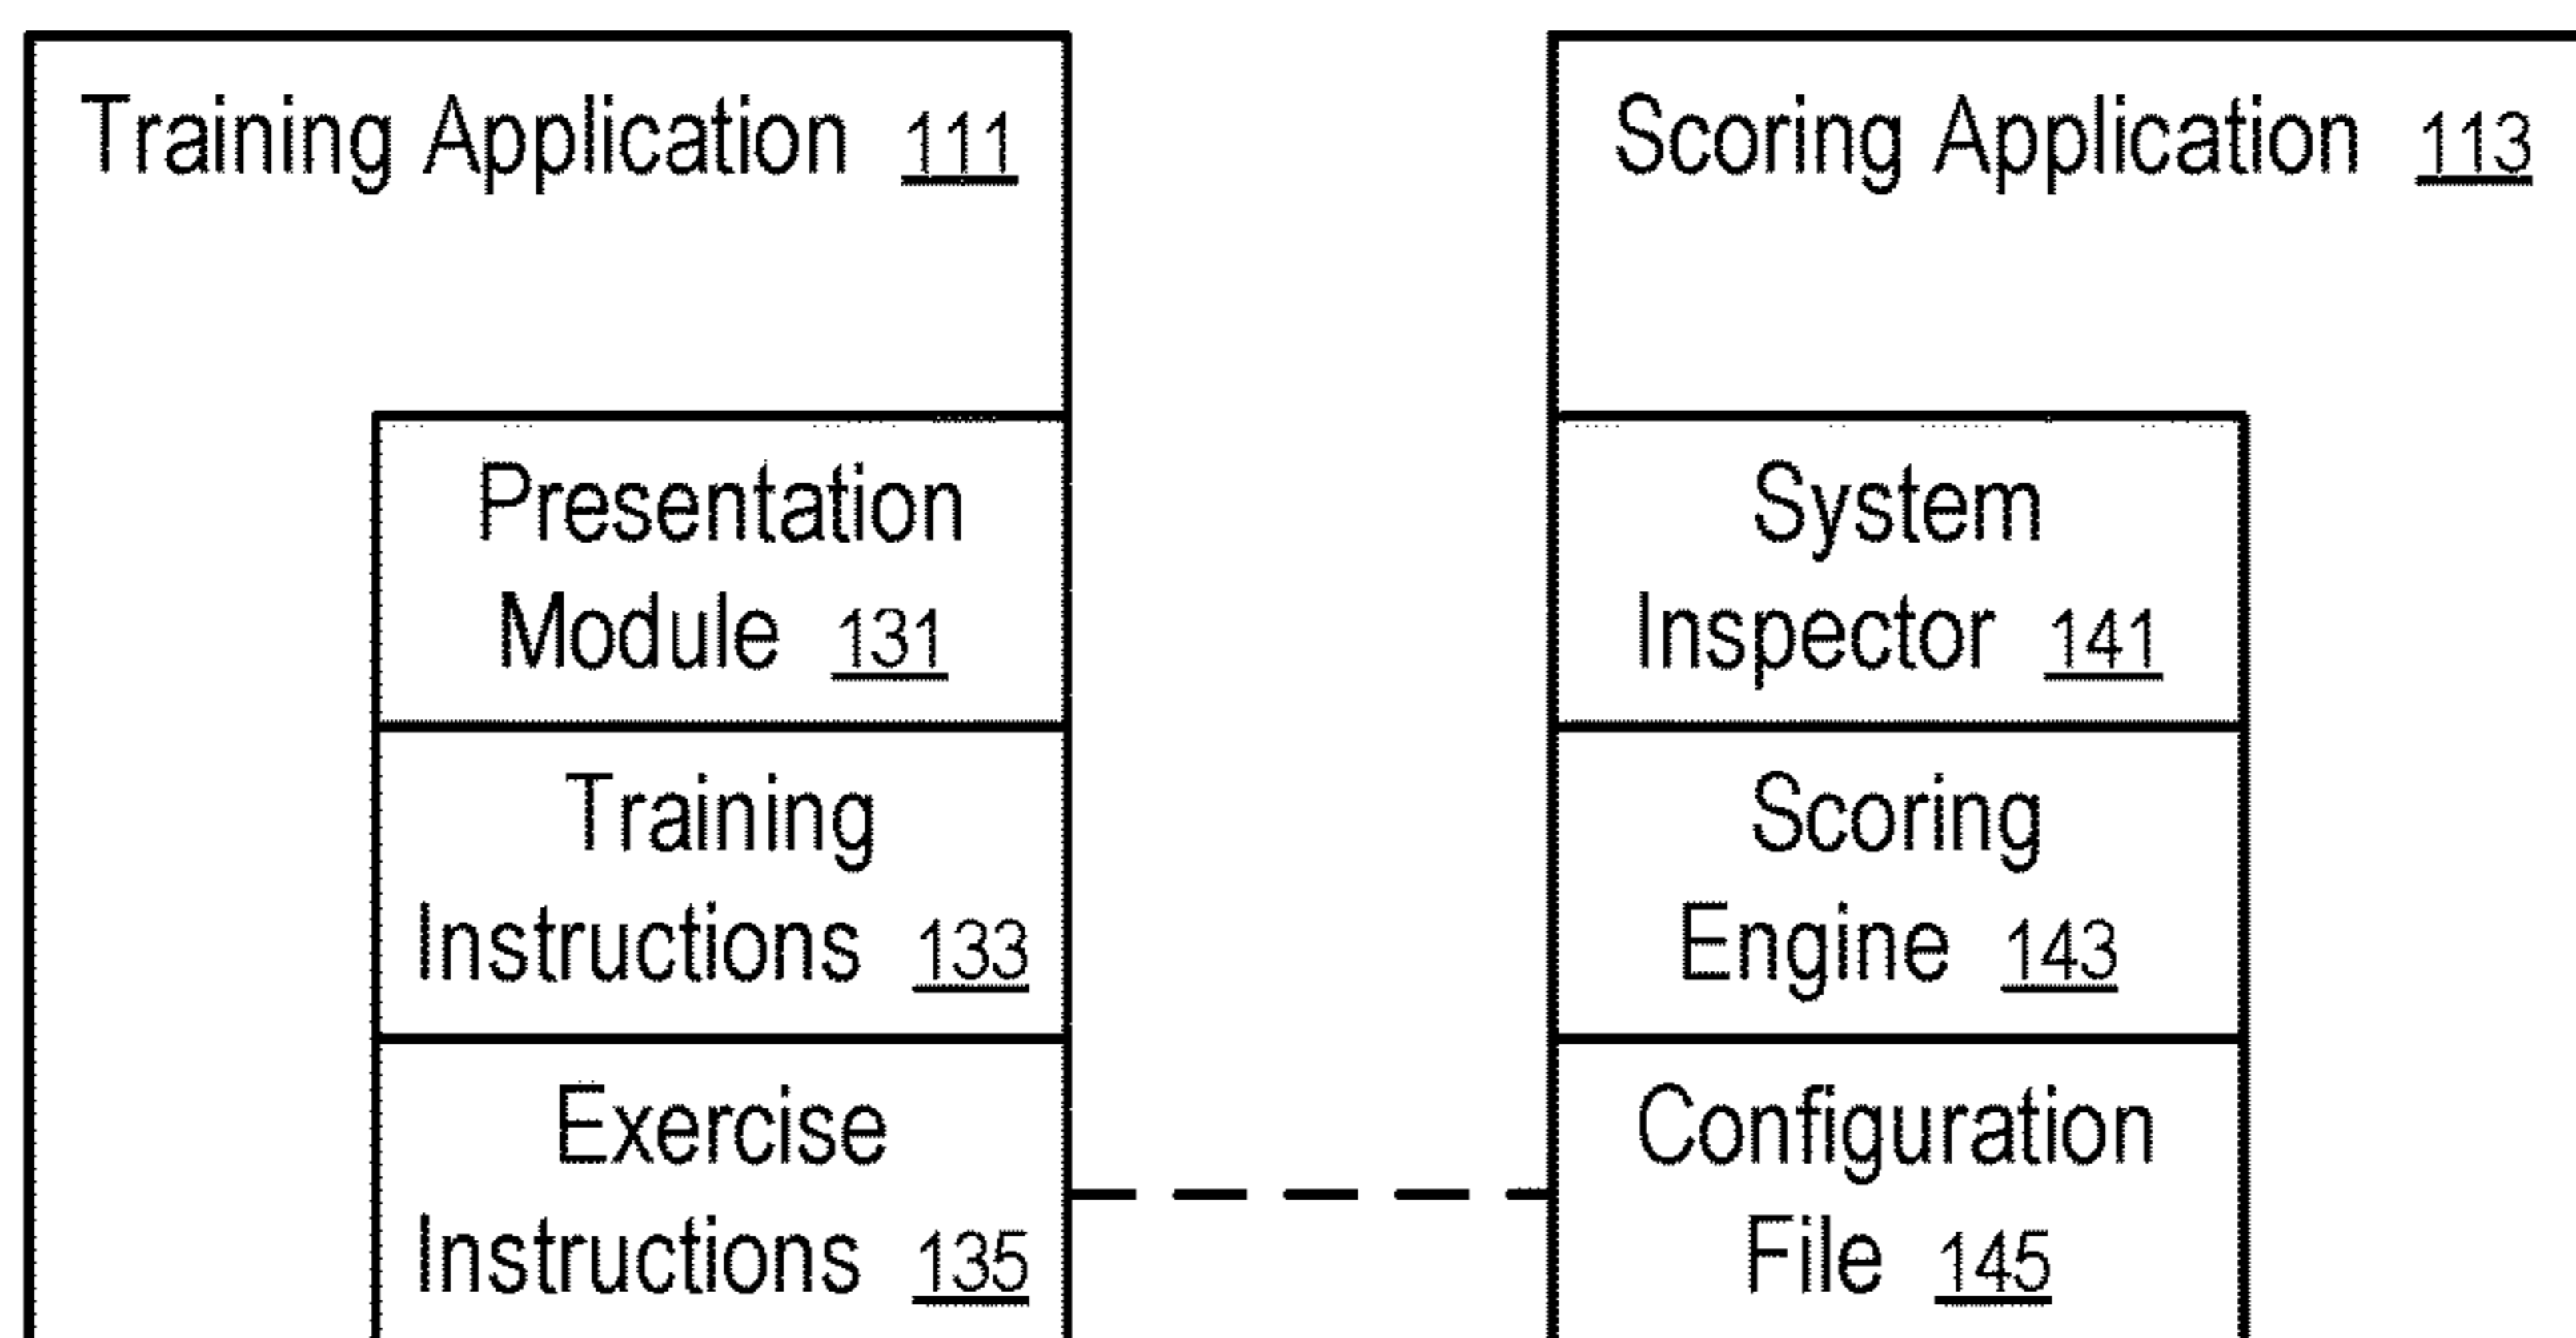 Training Application 111
Presentation
Module 131
Training
Instructions 133
Exercise
Instructions 135
Scoring Application 113
System
Inspector 141
Scoring
Engine 143
Configuration
File 145